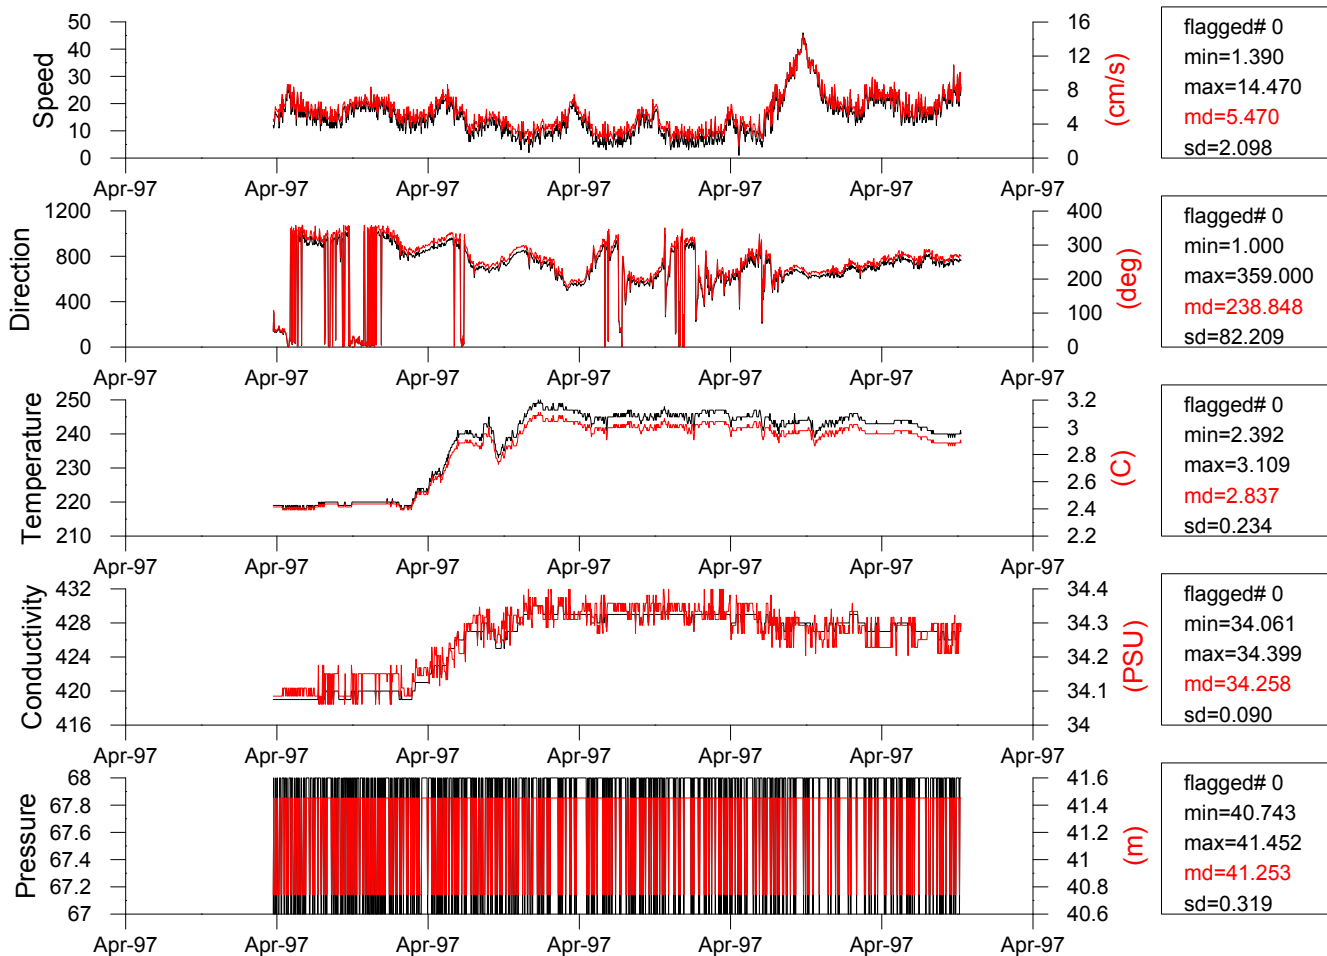 Speed
50
40
30
20
10
0
16
12
8
4
0
(cm/s)
Apr-97 Apr-97 Apr-97 Apr-97 Apr-97 Apr-97 Apr-97
flagged# 0
min=1.390
max=14.470
md=5.470
sd=2.098
Direction
1200
800
400
0
400
300
200
100
0
(deg)
Apr-97 Apr-97 Apr-97 Apr-97 Apr-97 Apr-97 Apr-97
flagged# 0
min=1.000
max=359.000
md=238.848
sd=82.209
Temperature
250
240
230
220
210
3.2
3
2.8
2.6
2.4
2.2
(C)
Apr-97 Apr-97 Apr-97 Apr-97 Apr-97 Apr-97 Apr-97
flagged# 0
min=2.392
max=3.109
md=2.837
sd=0.234
Conductivity
432
428
424
420
416
34.4
34.3
34.2
34.1
34
(PSU)
Apr-97 Apr-97 Apr-97 Apr-97 Apr-97 Apr-97 Apr-97
flagged# 0
min=34.061
max=34.399
md=34.258
sd=0.090
Pressure
68
67.8
67.6
67.4
67.2
67
41.6
41.4
41.2
41
40.8
40.6
(m)
Apr-97 Apr-97 Apr-97 Apr-97 Apr-97 Apr-97 Apr-97
flagged# 0
min=40.743
max=41.452
md=41.253
sd=0.319